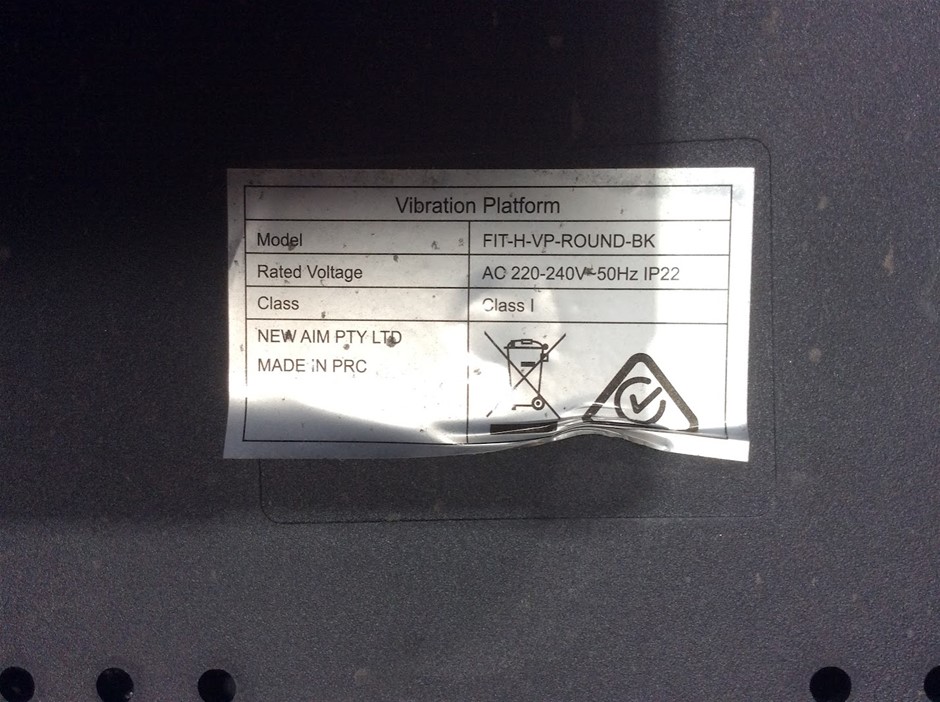 Vibration Platform
Model FIT-H-VP-ROUND-BK
Rated Voltage AC 220-240V~50Hz IP22
Class Class I
NEW AIM PTY LTD
MADE IN PRC